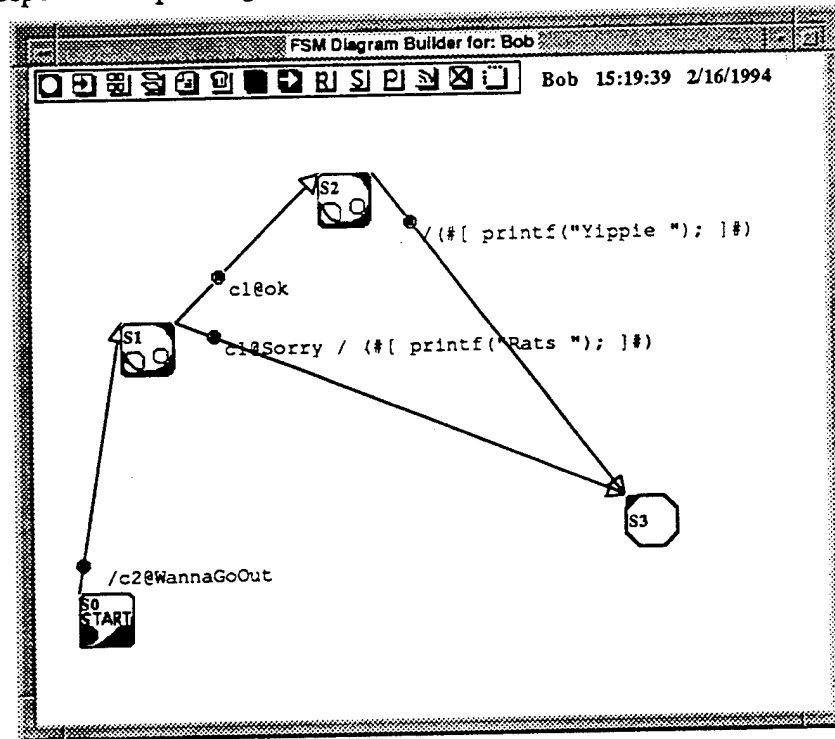 FSM Diagram Builder for: Bob
R S P i
Bob 15:19:39 2/16/1994
S2
/(#[ printf("Yippie "); ]#)
c1@ok
S1
c1@Sorry / (#[ printf("Rats "); ]#)
S3
/c2@WannaGoOut
S0
START